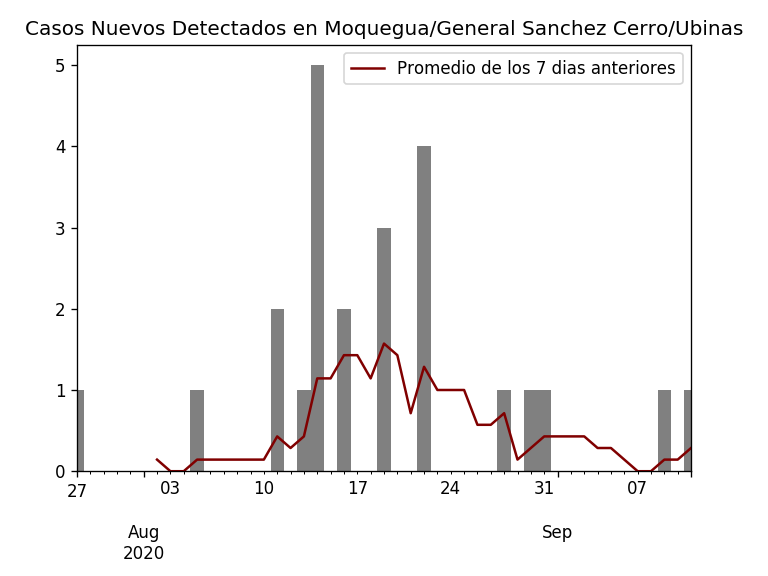 Casos Nuevos Detectados en Moquegua/General Sanchez Cerro/Ubinas
Promedio de los 7 dias anteriores
5
4
3
2
1
0
27 03 10 17 24 31 07
Aug Sep
2020